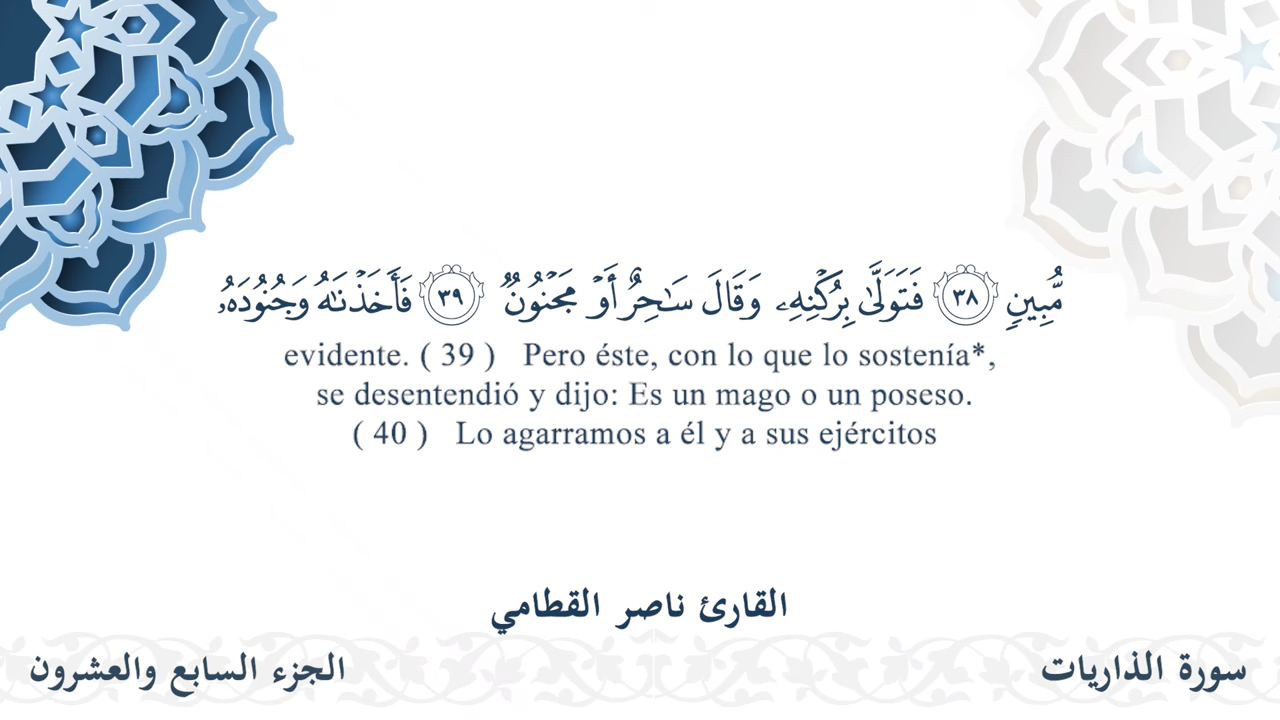 مُّبِينٍ ٣٨ فَتَوَلَّىٰ بِرُكْنِهِۦ وَقَالَ سَـٰحِرٌ أَوْ مَجْنُونٌ ٣٩ فَأَخَذْنَـٰهُ وَجُنُودَهُۥ
evidente. ( 39 ) Pero éste, con lo que lo sostenía*,
se desentendió y dijo: Es un mago o un poseso.
( 40 ) Lo agarramos a él y a sus ejércitos
القارئ ناصر القطامي
سورة الذاريات
الجزء السابع والعشرون